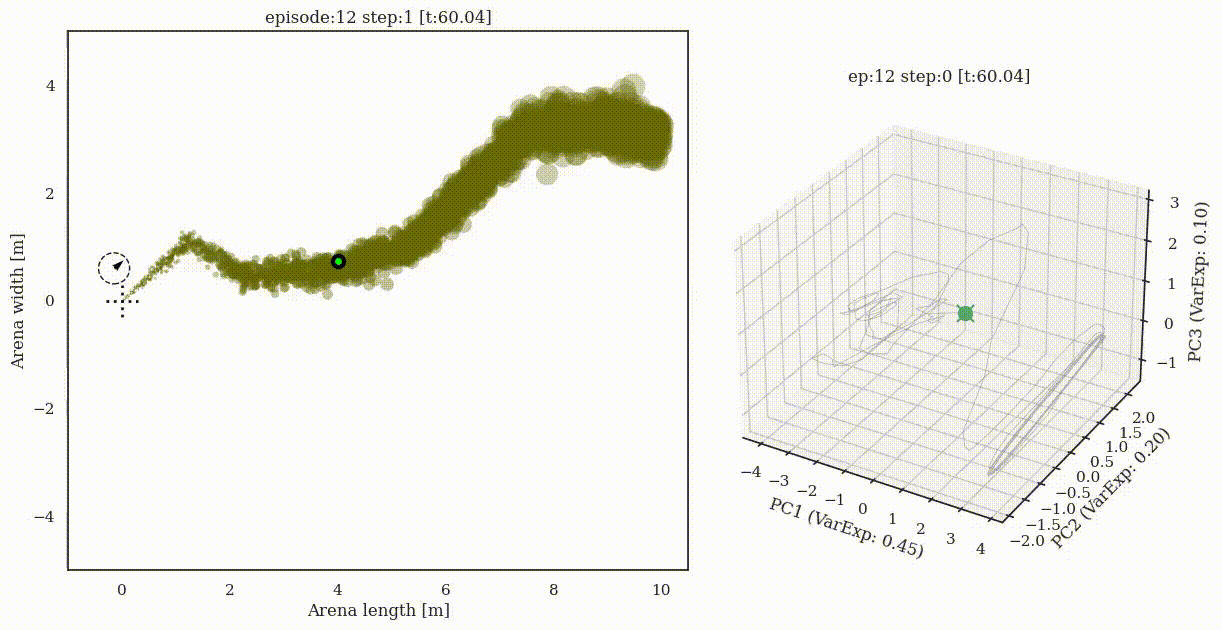 episode:12 step:1 [t:60.04]
4
2
0
−2
−4
Arena width [m]
0 2 4 6 8 10
Arena length [m]
ep:12 step:0 [t:60.04]
3
2
1
0
−1
PC3 (VarExp: 0.10)
2.0
1.5
1.0
0.5
0.0
−0.5
−1.0
−1.5
−2.0
PC2 (VarExp: 0.20)
−4 −3 −2 −1 0 1 2 3 4
PC1 (VarExp: 0.45)